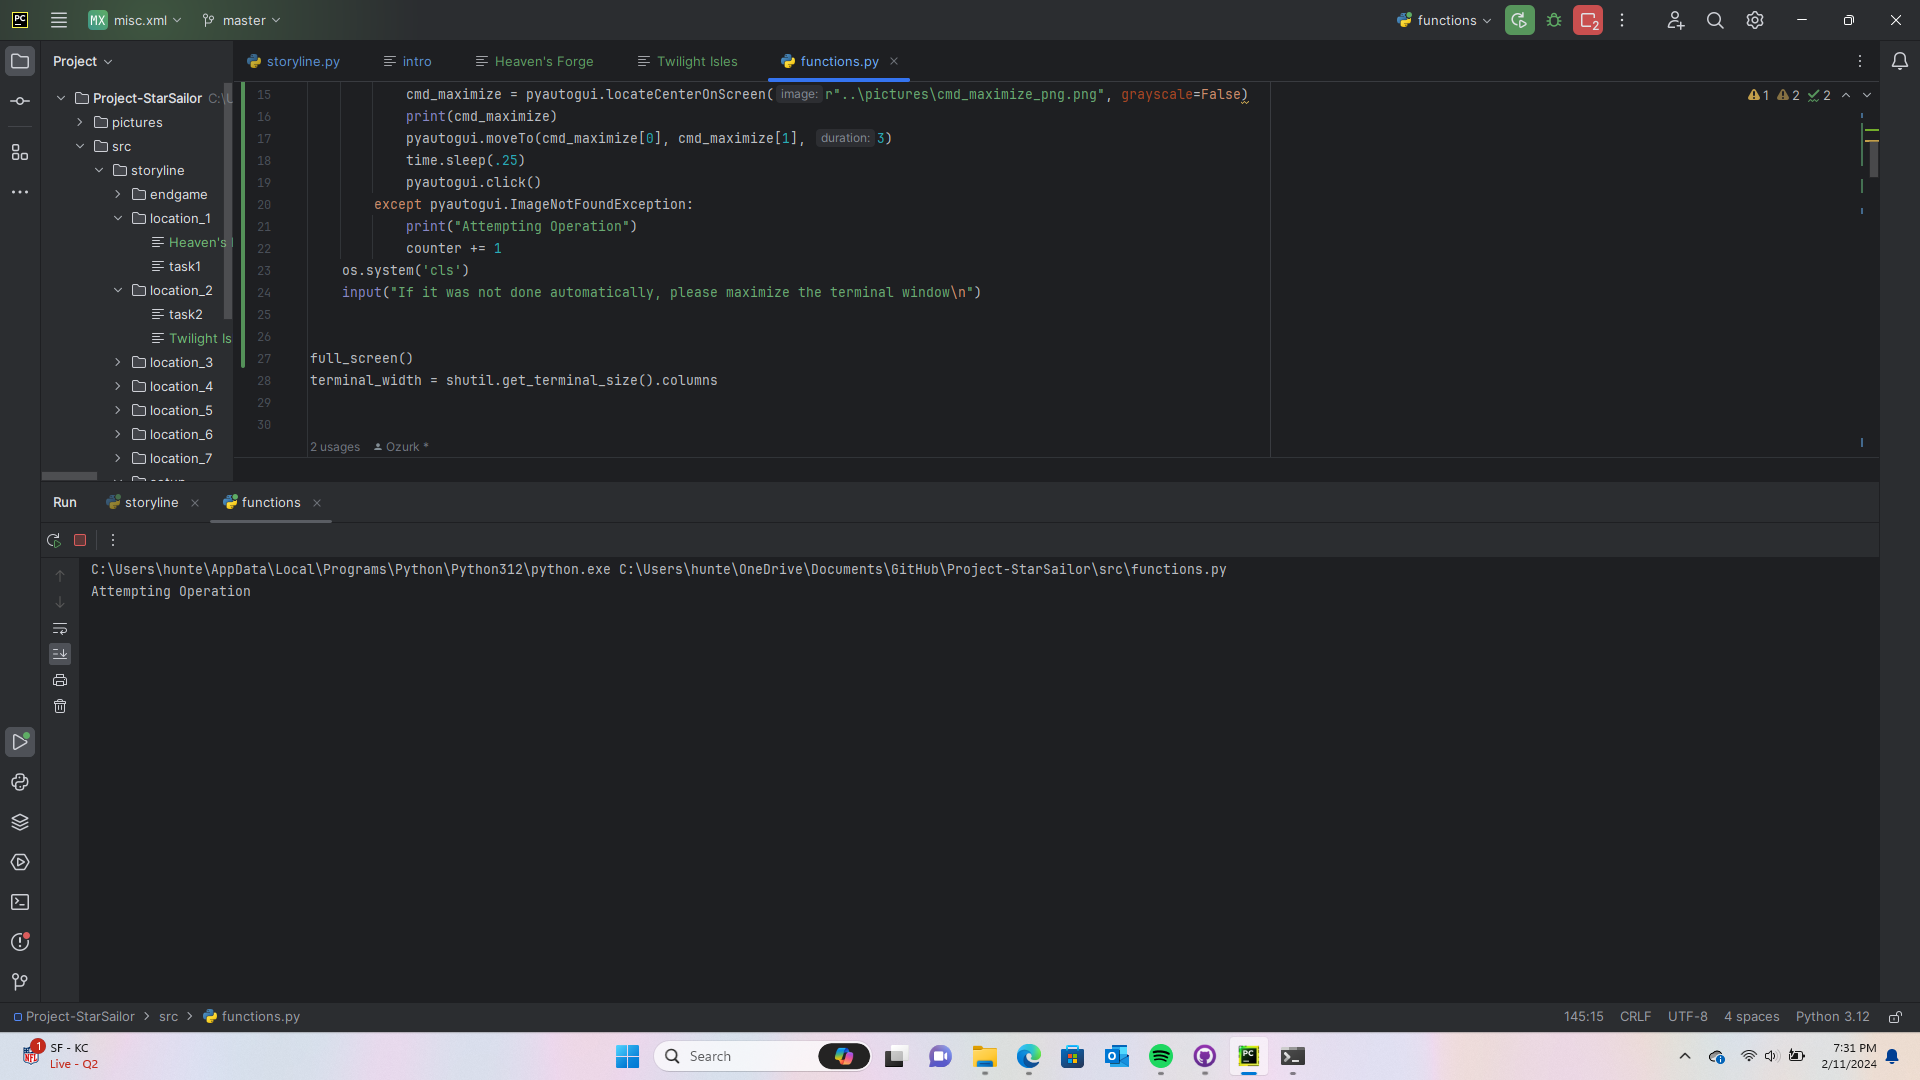 PC
MX misc.xml
master
functions
2
Project
storyline.py
intro
Heaven's Forge
Twilight Isles
functions.py
Project-StarSailor C:\U
pictures
src
storyline
endgame
location_1
Heaven's
task1
location_2
task2
Twilight Is
location_3
location_4
location_5
location_6
location_7
15 cmd_maximize = pyautogui.locateCenterOnScreen( image: r"..\pictures\cmd_maximize_png.png", grayscale=False)
1 2 2
16 print(cmd_maximize)
17 pyautogui.moveTo(cmd_maximize[0], cmd_maximize[1], duration: 3)
18 time.sleep(.25)
19 pyautogui.click()
20 except pyautogui.ImageNotFoundException:
21 print("Attempting Operation")
22 counter += 1
23 os.system('cls')
24 input("If it was not done automatically, please maximize the terminal window\n")
25
26
27 full_screen()
28 terminal_width = shutil.get_terminal_size().columns
29
30
2 usages Ozurk *
Run
storyline
functions
C:\Users\hunte\AppData\Local\Programs\Python\Python312\python.exe C:\Users\hunte\OneDrive\Documents\GitHub\Project-StarSailor\src\functions.py
Attempting Operation
Project-StarSailor > src > functions.py
145:15 CRLF UTF-8 4 spaces Python 3.12
1
NFL
SF - KC
Live - Q2
Search
PC
7:31 PM
2/11/2024